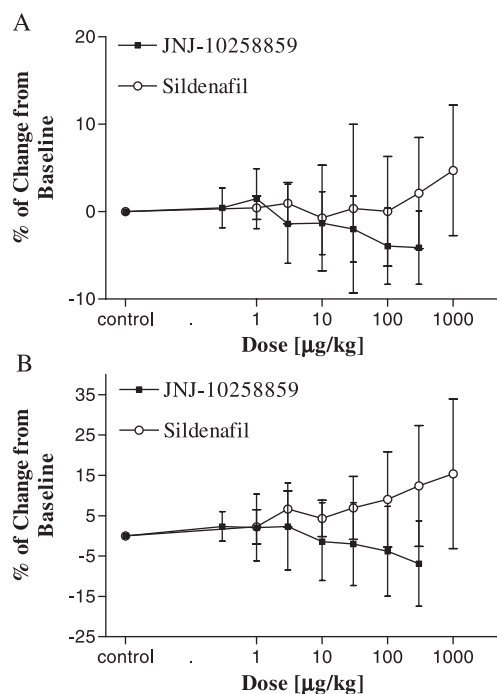 A
20
JNJ-10258859
Sildenafil
10
0
-10
% of Change from
Baseline
control . 1 10 100 1000
Dose [µg/kg]
B
35
JNJ-10258859
Sildenafil
25
15
5
-5
-15
-25
% of Change from
Baseline
control . 1 10 100 1000
Dose [µg/kg]